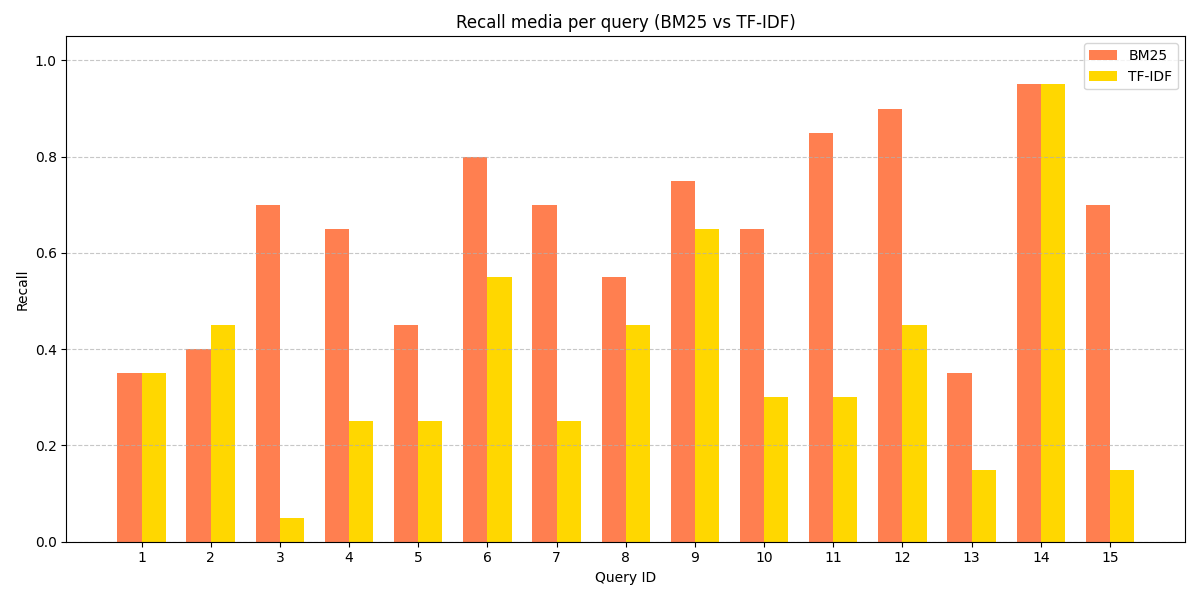 Recall media per query (BM25 vs TF-IDF)
BM25
TF-IDF
Recall
1.0
0.8
0.6
0.4
0.2
0.0
1 2 3 4 5 6 7 8 9 10 11 12 13 14 15
Query ID